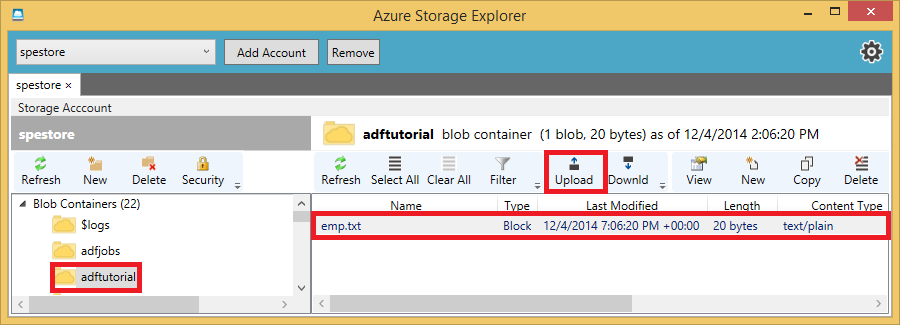 Azure Storage Explorer
spestore Add Account Remove
spestore ×
Storage Acccount
spestore
adftutorial blob container (1 blob, 20 bytes) as of 12/4/2014 2:06:20 PM
Refresh New Delete Security
Refresh Select All Clear All Filter Upload Downld View New Copy Delete
Blob Containers (22)
$logs
adfjobs
adftutorial
Name Type Last Modified Length Content Type
emp.txt Block 12/4/2014 7:06:20 PM +00:00 20 bytes text/plain